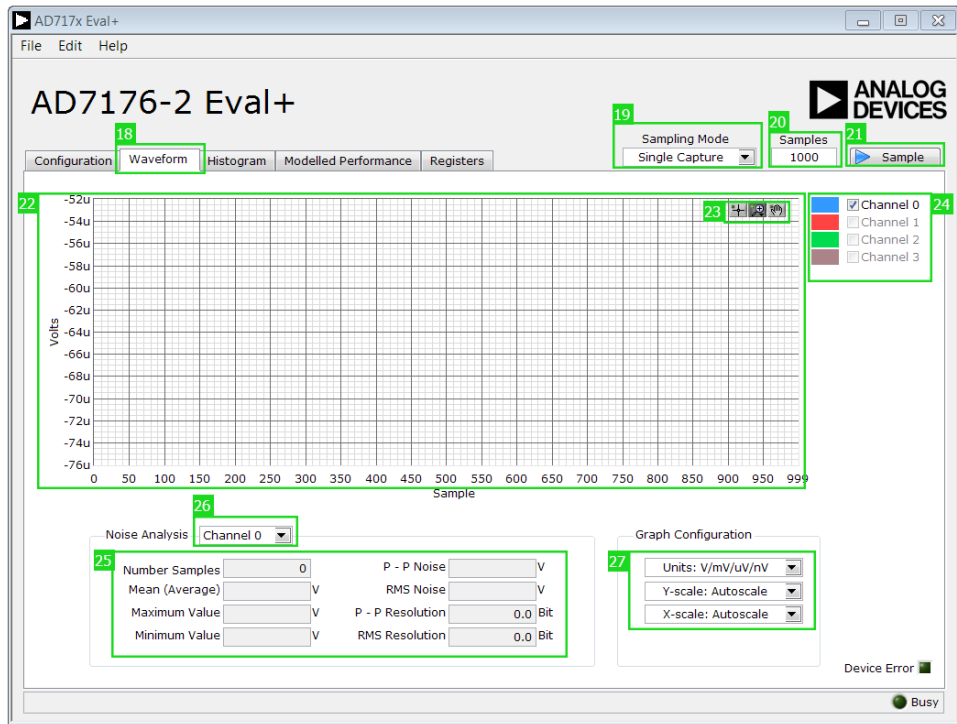 AD717x Eval+
File Edit Help
AD7176-2 Eval+
ANALOG
DEVICES
18
19
20
21
Sampling Mode
Samples
Configuration Waveform Histogram Modelled Performance Registers
Single Capture
1000
Sample
22
23
24
-52u
-54u
-56u
-58u
-60u
-62u
-64u
-66u
-68u
-70u
-72u
-74u
-76u
Volts
Channel 0
Channel 1
Channel 2
Channel 3
0 50 100 150 200 250 300 350 400 450 500 550 600 650 700 750 800 850 900 950 999
Sample
26
Noise Analysis Channel 0
25
Number Samples 0
Mean (Average) V
Maximum Value V
Minimum Value V
P - P Noise V
RMS Noise V
P - P Resolution 0.0 Bit
RMS Resolution 0.0 Bit
Graph Configuration
27
Units: V/mV/uV/nV
Y-scale: Autoscale
X-scale: Autoscale
Device Error
Busy